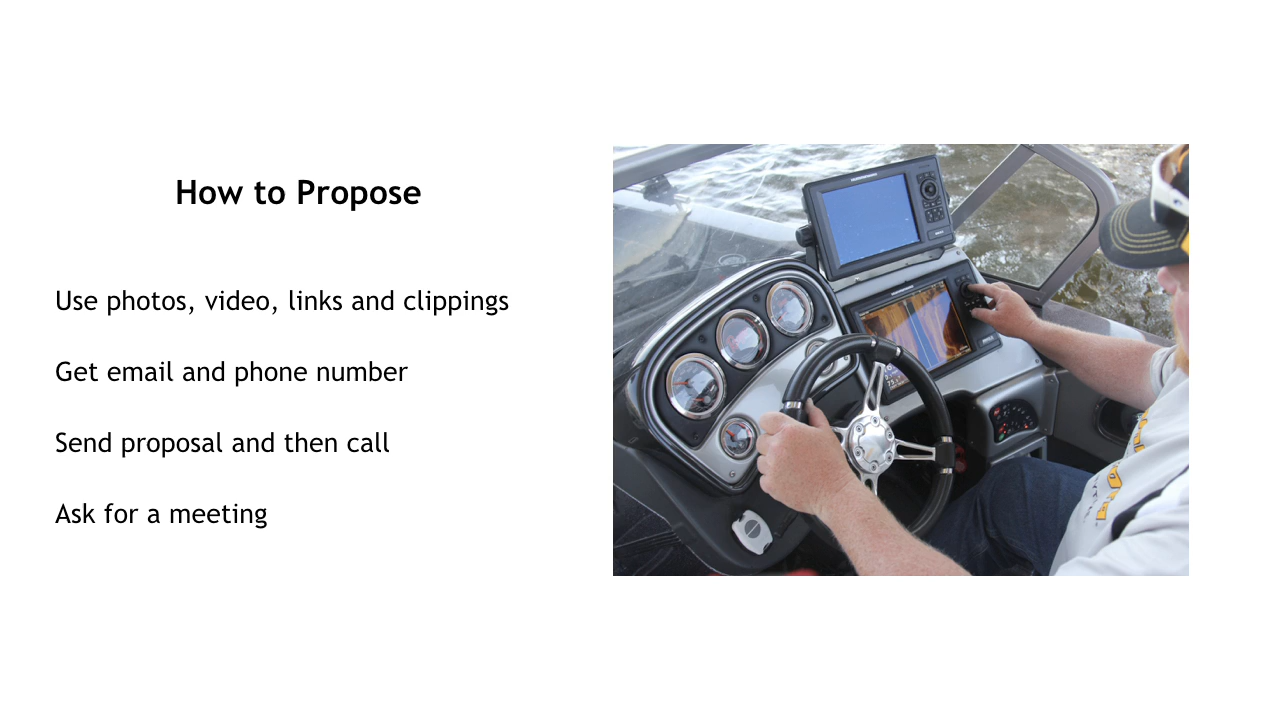 How to Propose
Use photos, video, links and clippings
Get email and phone number
Send proposal and then call
Ask for a meeting